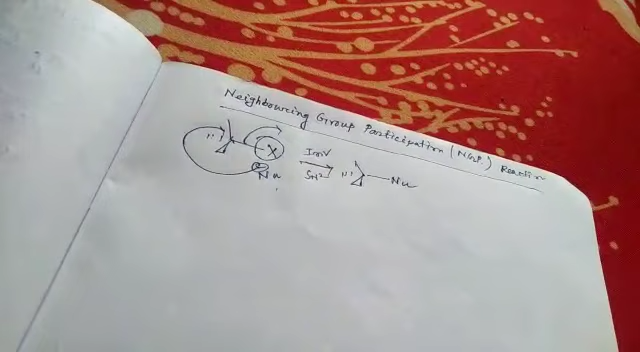 Neighbouring Group Participation (NGP) Reaction
X
Inv
SN2
Nu
Nu